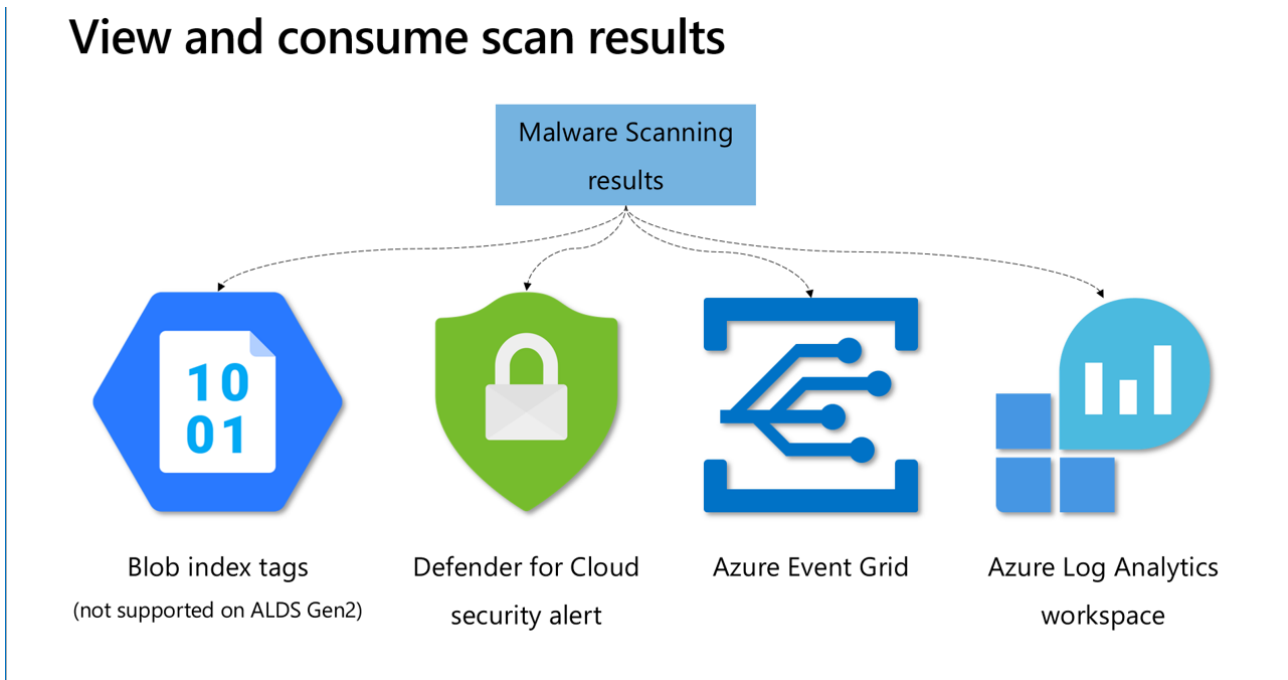 View and consume scan results
Malware Scanning
results
10
01
Blob index tags
(not supported on ALDS Gen2)
Defender for Cloud
security alert
Azure Event Grid
Azure Log Analytics
workspace